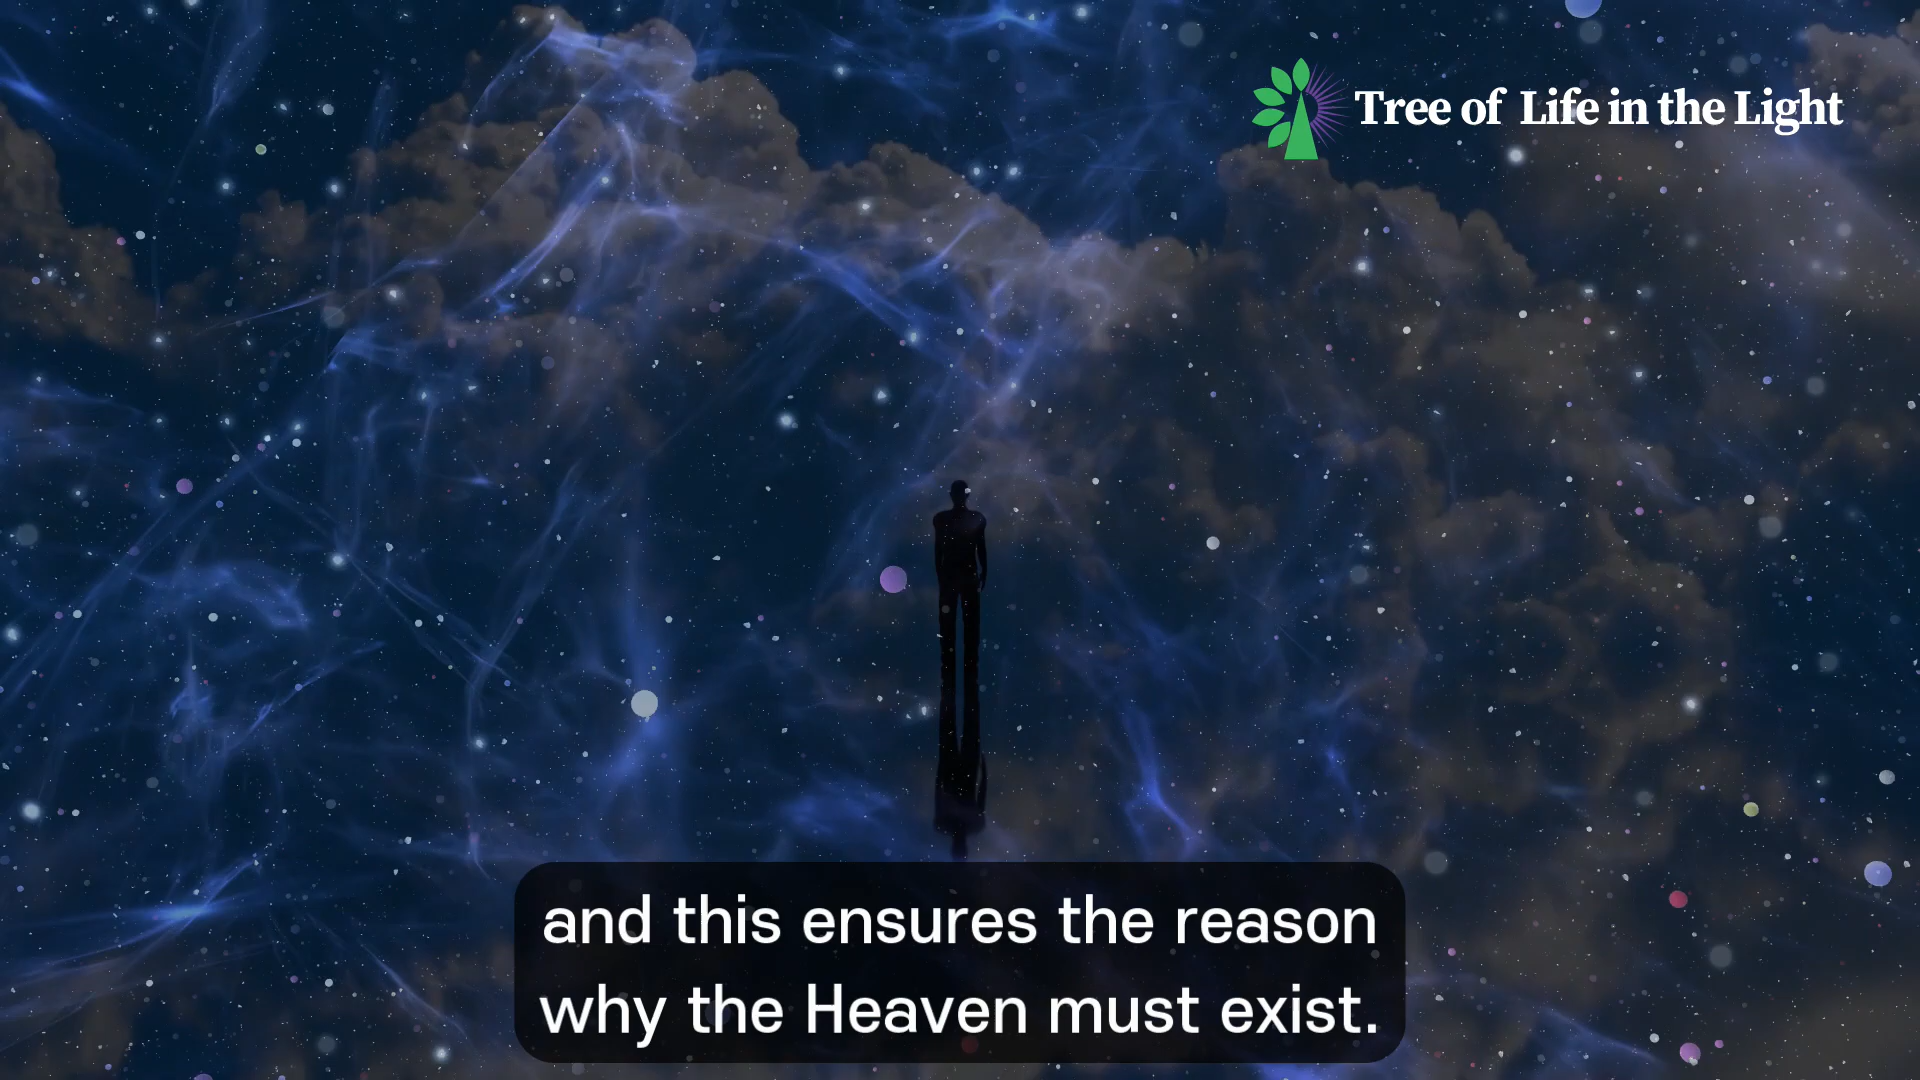 Tree of Life in the Light
and this ensures the reason
why the Heaven must exist.